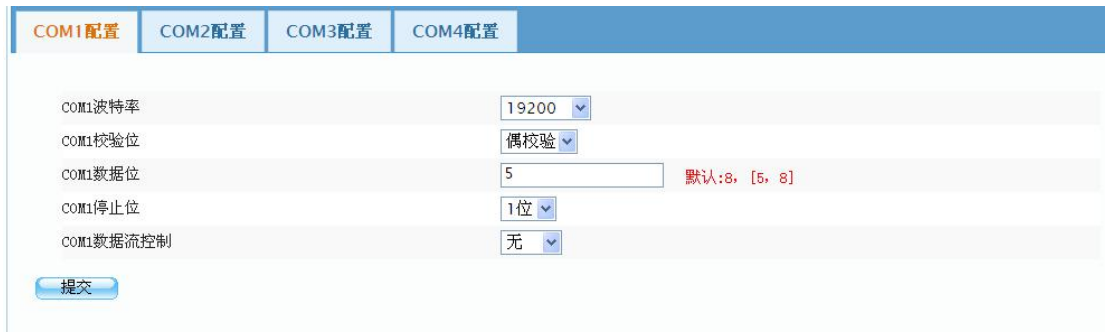 COM1配置 COM2配置 COM3配置 COM4配置
COM1波特率 19200
COM1校验位 偶校验
COM1数据位 5 默认:8, [5, 8]
COM1停止位 1位
COM1数据流控制 无
提交